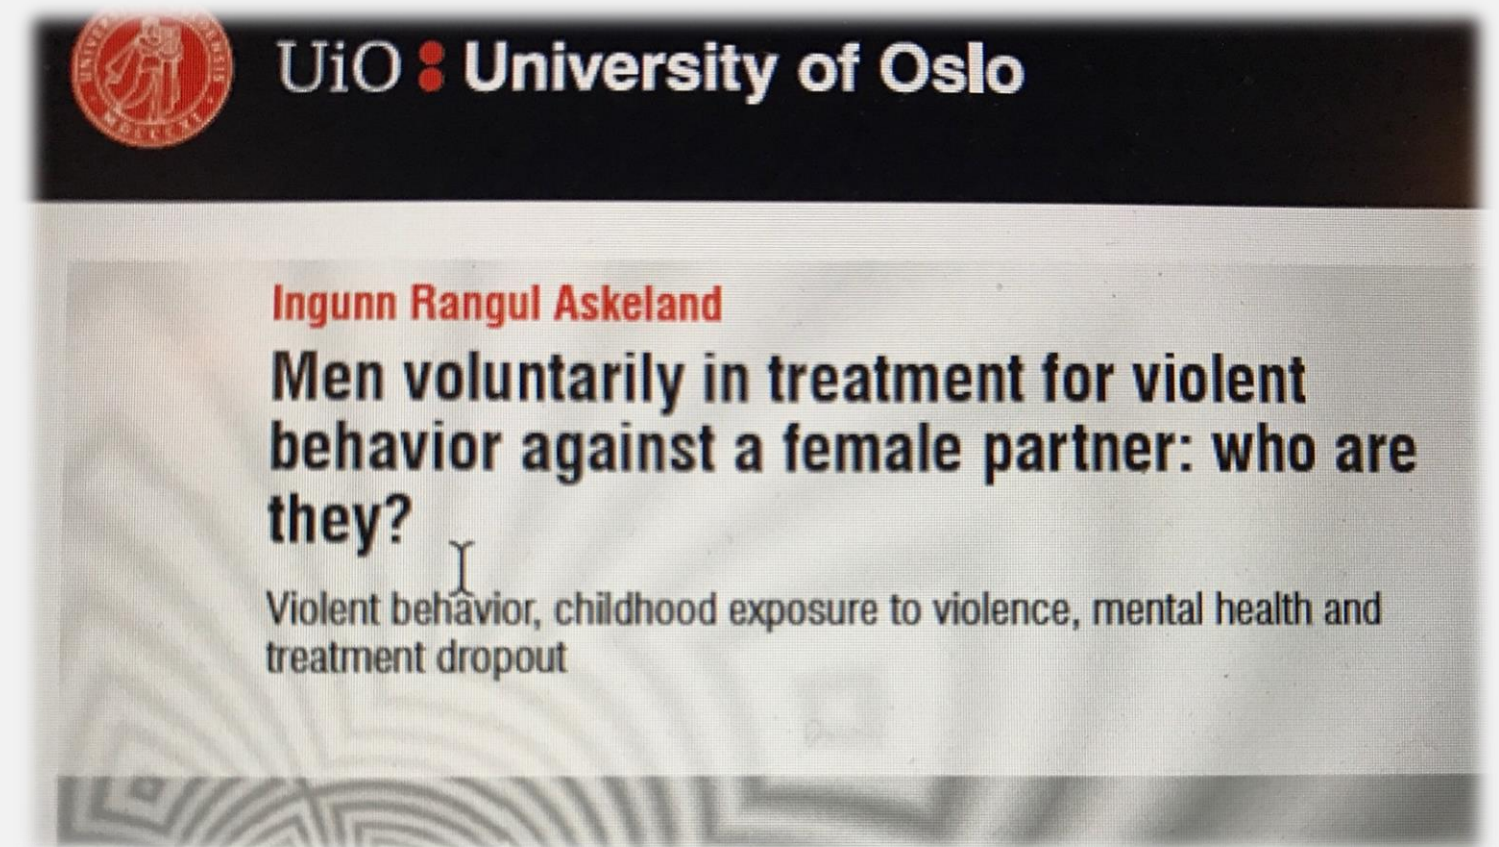 UiO : University of Oslo
Ingunn Rangul Askeland
Men voluntarily in treatment for violent
behavior against a female partner: who are
they?
Violent behavior, childhood exposure to violence, mental health and
treatment dropout